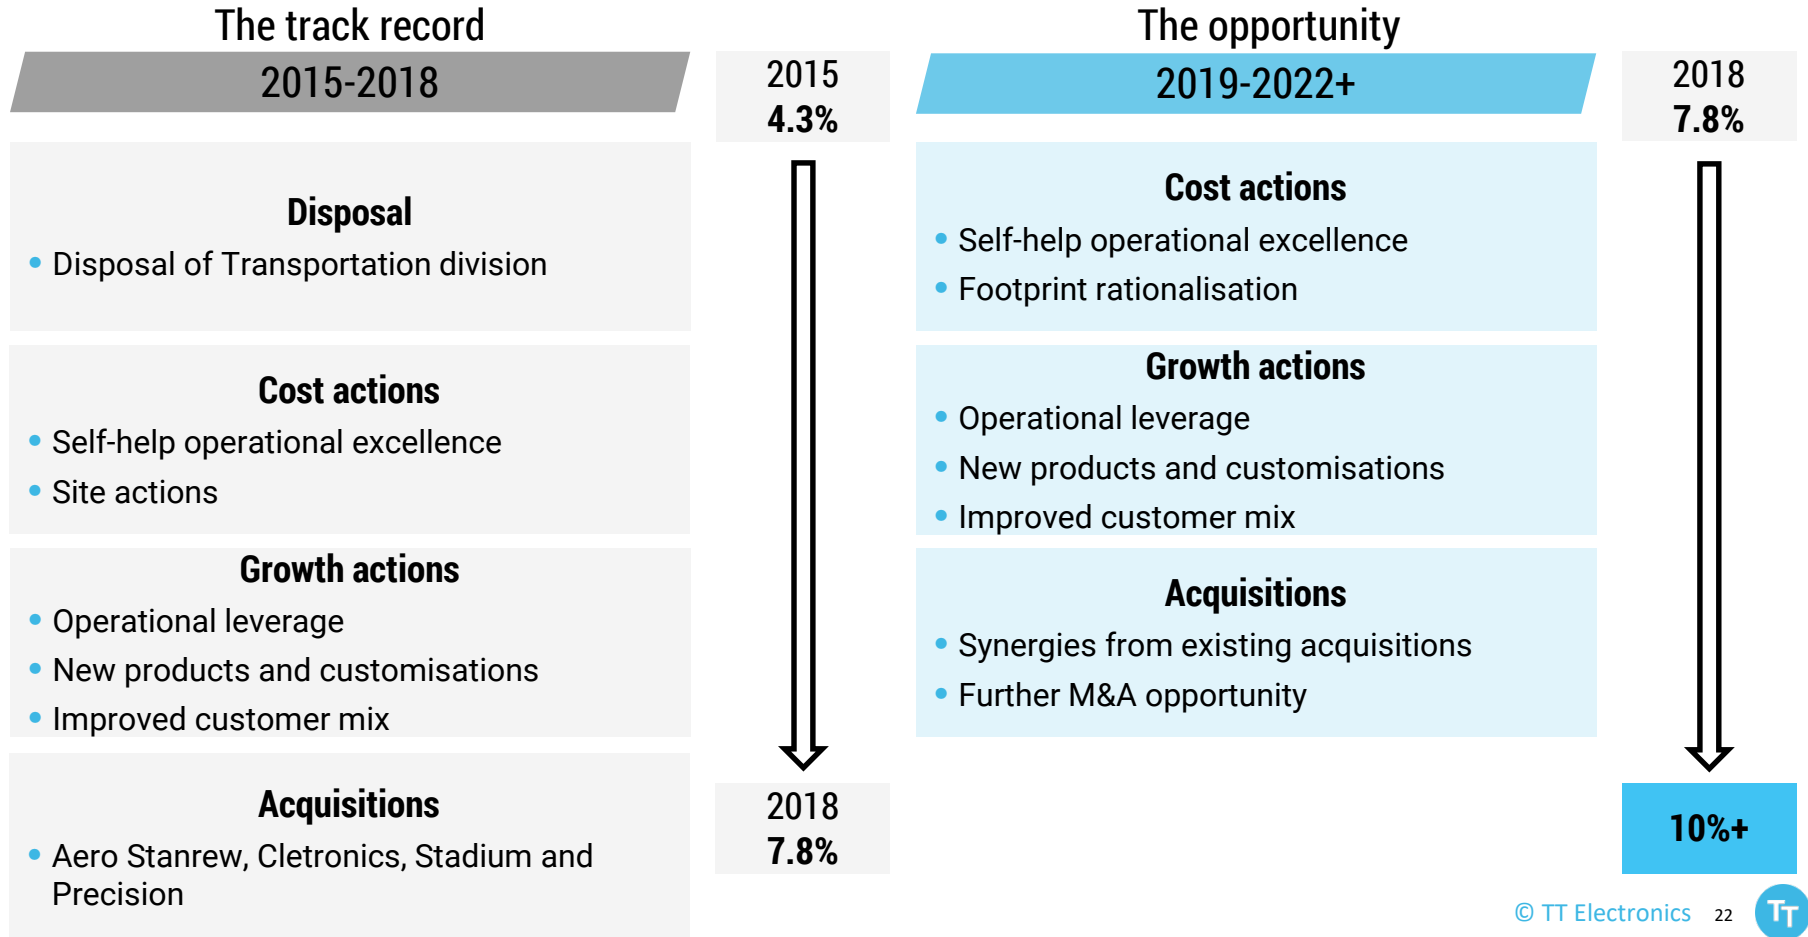 The track record
2015-2018
2015
4.3%
Disposal
• Disposal of Transportation division
Cost actions
• Self-help operational excellence
• Site actions
Growth actions
• Operational leverage
• New products and customisations
• Improved customer mix
Acquisitions
• Aero Stanrew, Cletronics, Stadium and
Precision
2018
7.8%
The opportunity
2019-2022+
2018
7.8%
Cost actions
• Self-help operational excellence
• Footprint rationalisation
Growth actions
• Operational leverage
• New products and customisations
• Improved customer mix
Acquisitions
• Synergies from existing acquisitions
• Further M&A opportunity
10%+
© TT Electronics 22
TT